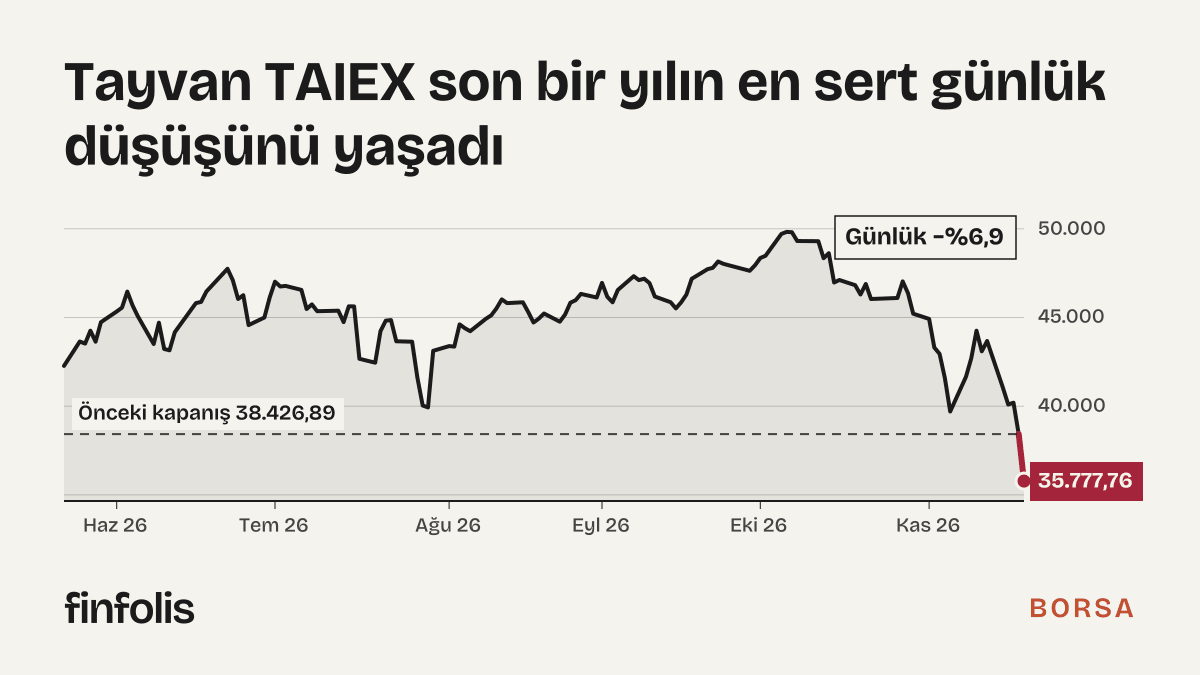 Tayvan TAIEX son bir yılın en sert günlük
düşüşünü yaşadı
50.000
Günlük -%6,9
45.000
Önceki kapanış 38.426,89
40.000
35.777,76
Haz 26
Tem 26
Ağu 26
Eyl 26
Eki 26
Kas 26
finfolis
BORSA